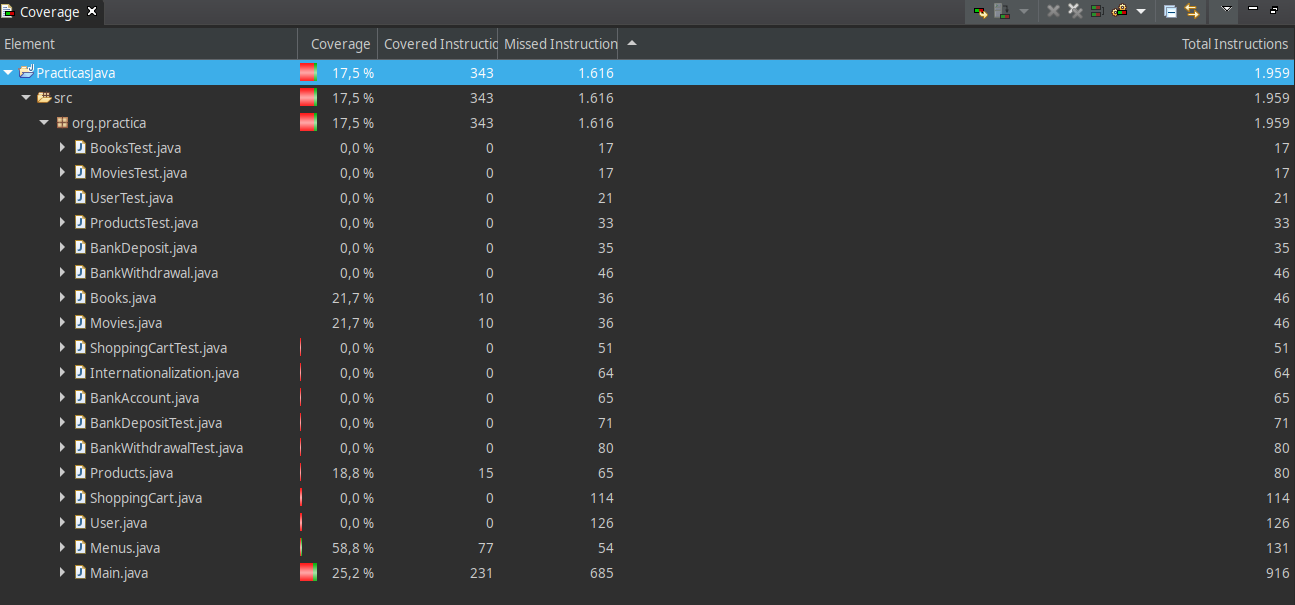 Coverage
Element Coverage Covered Instructio Missed Instruction Total Instructions
PracticasJava 17,5 % 343 1.616 1.959
src 17,5 % 343 1.616 1.959
org.practica 17,5 % 343 1.616 1.959
BooksTest.java 0,0 % 0 17 17
MoviesTest.java 0,0 % 0 17 17
UserTest.java 0,0 % 0 21 21
ProductsTest.java 0,0 % 0 33 33
BankDeposit.java 0,0 % 0 35 35
BankWithdrawal.java 0,0 % 0 46 46
Books.java 21,7 % 10 36 46
Movies.java 21,7 % 10 36 46
ShoppingCartTest.java 0,0 % 0 51 51
Internationalization.java 0,0 % 0 64 64
BankAccount.java 0,0 % 0 65 65
BankDepositTest.java 0,0 % 0 71 71
BankWithdrawalTest.java 0,0 % 0 80 80
Products.java 18,8 % 15 65 80
ShoppingCart.java 0,0 % 0 114 114
User.java 0,0 % 0 126 126
Menus.java 58,8 % 77 54 131
Main.java 25,2 % 231 685 916